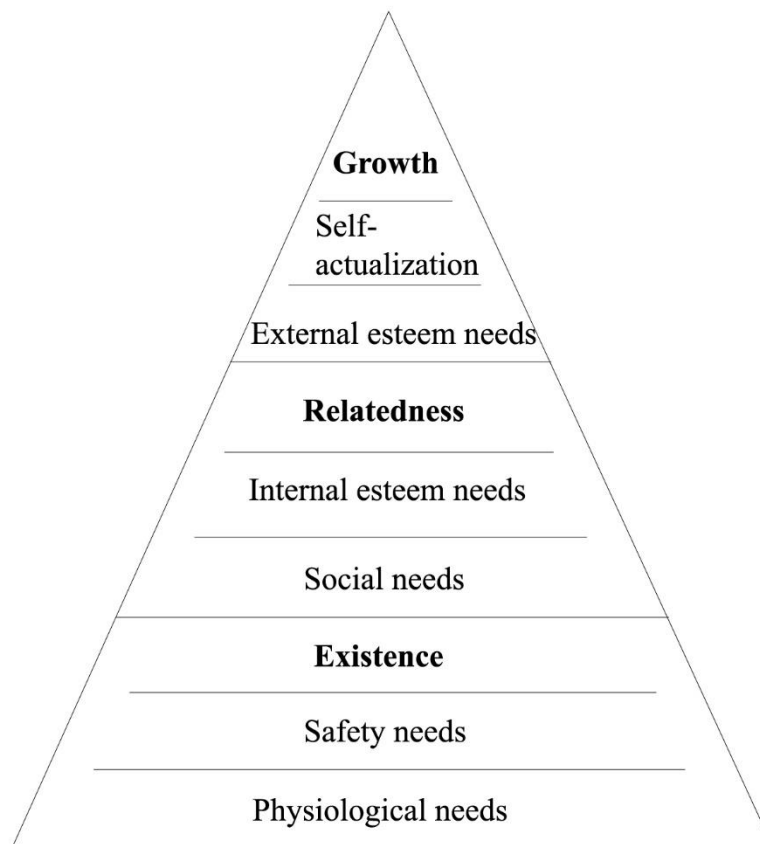 Growth
Self-
actualization
External esteem needs
Relatedness
Internal esteem needs
Social needs
Existence
Safety needs
Physiological needs